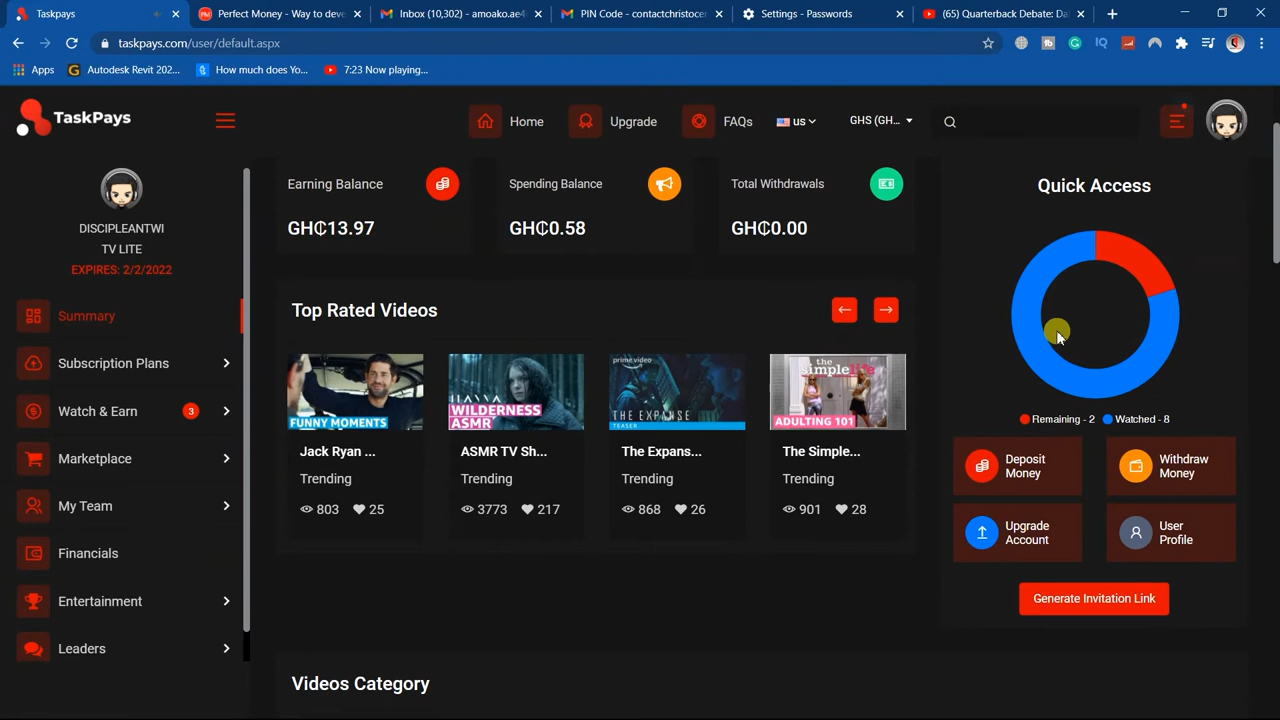 Taskpays
Perfect Money - Way to deve
Inbox (10,302) - amoako.ae4
PIN Code - contactchristocen
Settings - Passwords
(65) Quarterback Debate: Da
taskpays.com/user/default.aspx
Apps
Autodesk Revit 202...
How much does Yo...
7:23 Now playing...
TaskPays
Home
Upgrade
FAQs
us
GHS (GH...
DISCIPLEANTWI
TV LITE
EXPIRES: 2/2/2022
Summary
Subscription Plans
Watch & Earn
3
Marketplace
My Team
Financials
Entertainment
Leaders
Earning Balance
GH₵13.97
Spending Balance
GH₵0.58
Total Withdrawals
GH₵0.00
Top Rated Videos
FUNNY MOMENTS
Jack Ryan ...
Trending
803 25
HANNA
WILDERNESS
ASMR
ASMR TV Sh...
Trending
3773 217
prime video
THE EXPANSE
TEASER
The Expans...
Trending
868 26
the
simple life
ADULTING 101
The Simple...
Trending
901 28
Videos Category
Quick Access
Remaining - 2 Watched - 8
Deposit
Money
Withdraw
Money
Upgrade
Account
User
Profile
Generate Invitation Link